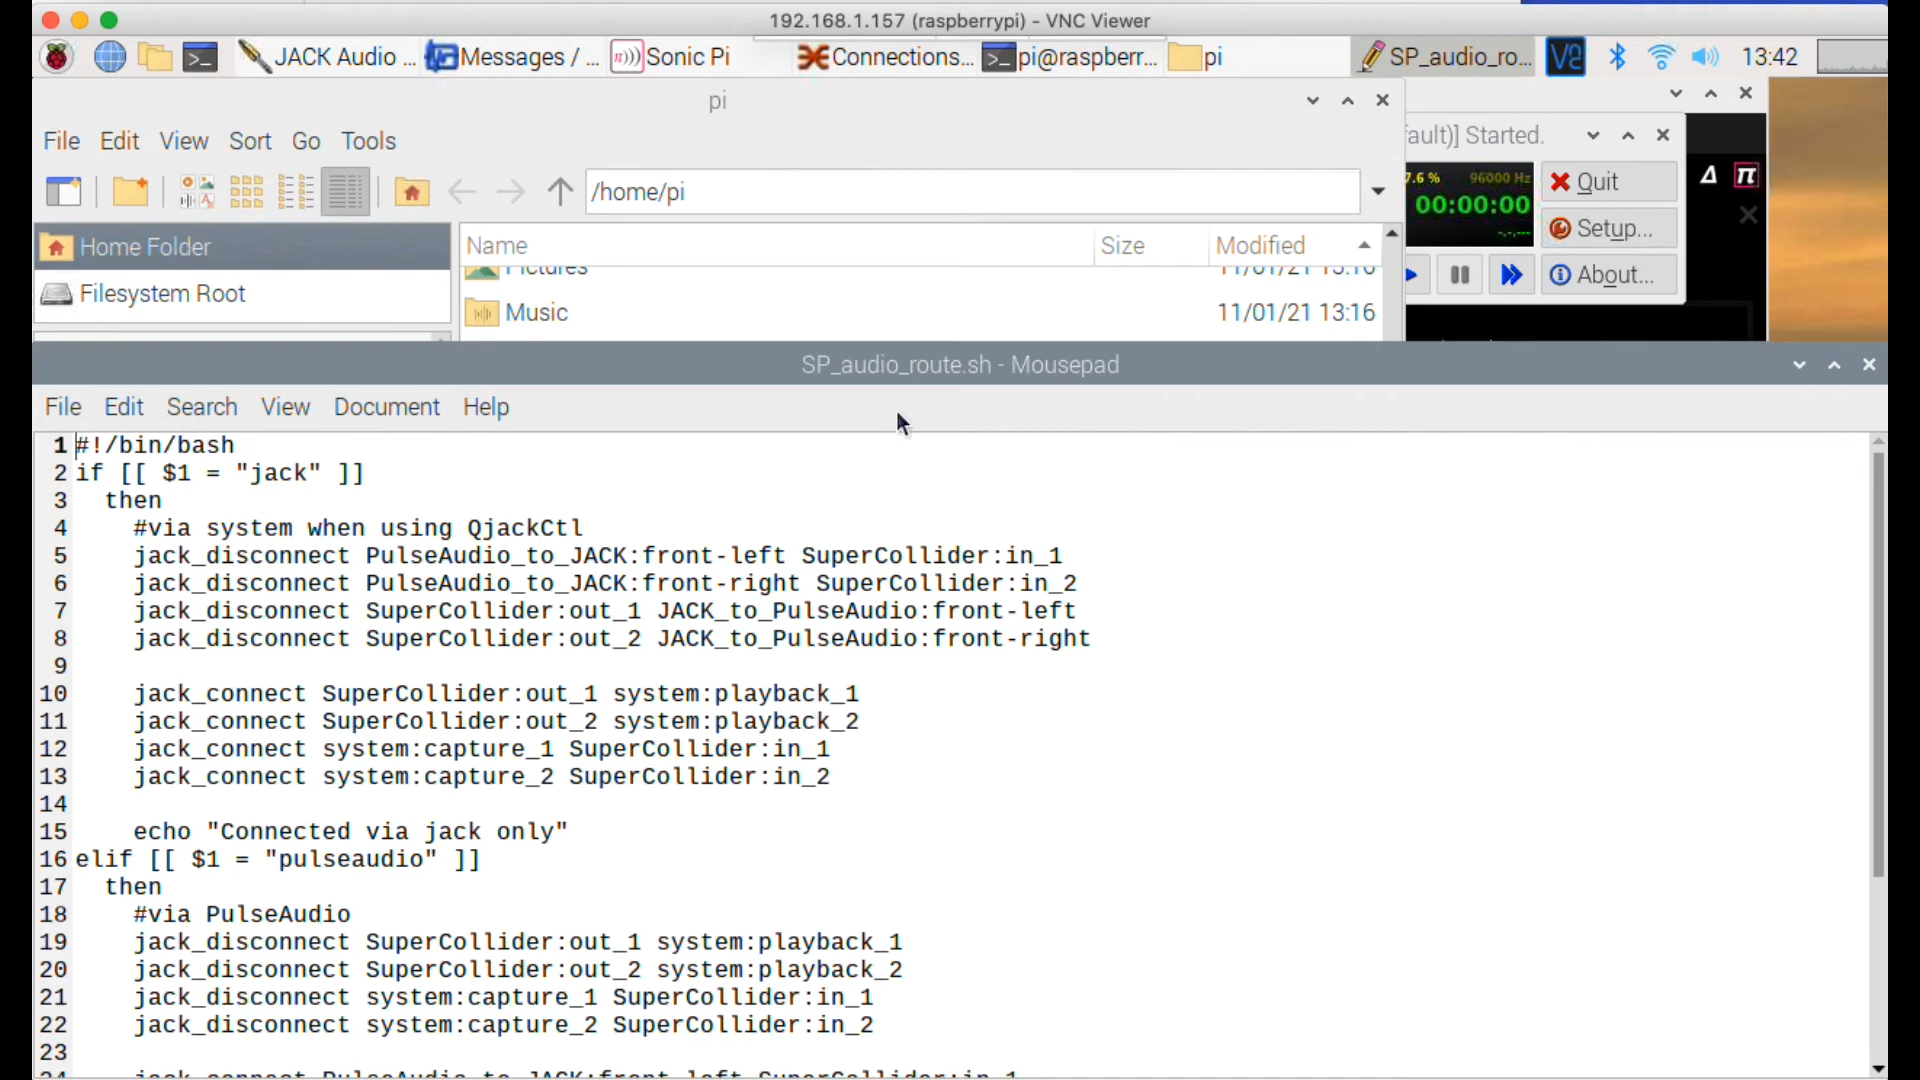 192.168.1.157 (raspberrypi) - VNC Viewer
JACK Audio ... Messages / ... Sonic Pi Connections... pi@raspberr... pi SP_audio_ro... 13:42
pi
File Edit View Sort Go Tools
/home/pi
Home Folder
Filesystem Root
Name Size Modified
Pictures 11/01/21 13:16
Music 11/01/21 13:16
fault)] Started.
7.6 % 96000 Hz
00:00:00
-.-.---
Quit
Setup...
About...
SP_audio_route.sh - Mousepad
File Edit Search View Document Help
1 #!/bin/bash
2 if [[ $1 = "jack" ]]
3 then
4 #via system when using QjackCtl
5 jack_disconnect PulseAudio_to_JACK:front-left SuperCollider:in_1
6 jack_disconnect PulseAudio_to_JACK:front-right SuperCollider:in_2
7 jack_disconnect SuperCollider:out_1 JACK_to_PulseAudio:front-left
8 jack_disconnect SuperCollider:out_2 JACK_to_PulseAudio:front-right
9
10 jack_connect SuperCollider:out_1 system:playback_1
11 jack_connect SuperCollider:out_2 system:playback_2
12 jack_connect system:capture_1 SuperCollider:in_1
13 jack_connect system:capture_2 SuperCollider:in_2
14
15 echo "Connected via jack only"
16 elif [[ $1 = "pulseaudio" ]]
17 then
18 #via PulseAudio
19 jack_disconnect SuperCollider:out_1 system:playback_1
20 jack_disconnect SuperCollider:out_2 system:playback_2
21 jack_disconnect system:capture_1 SuperCollider:in_1
22 jack_disconnect system:capture_2 SuperCollider:in_2
23
24 jack_connect PulseAudio_to_JACK:front-left SuperCollider:in_1